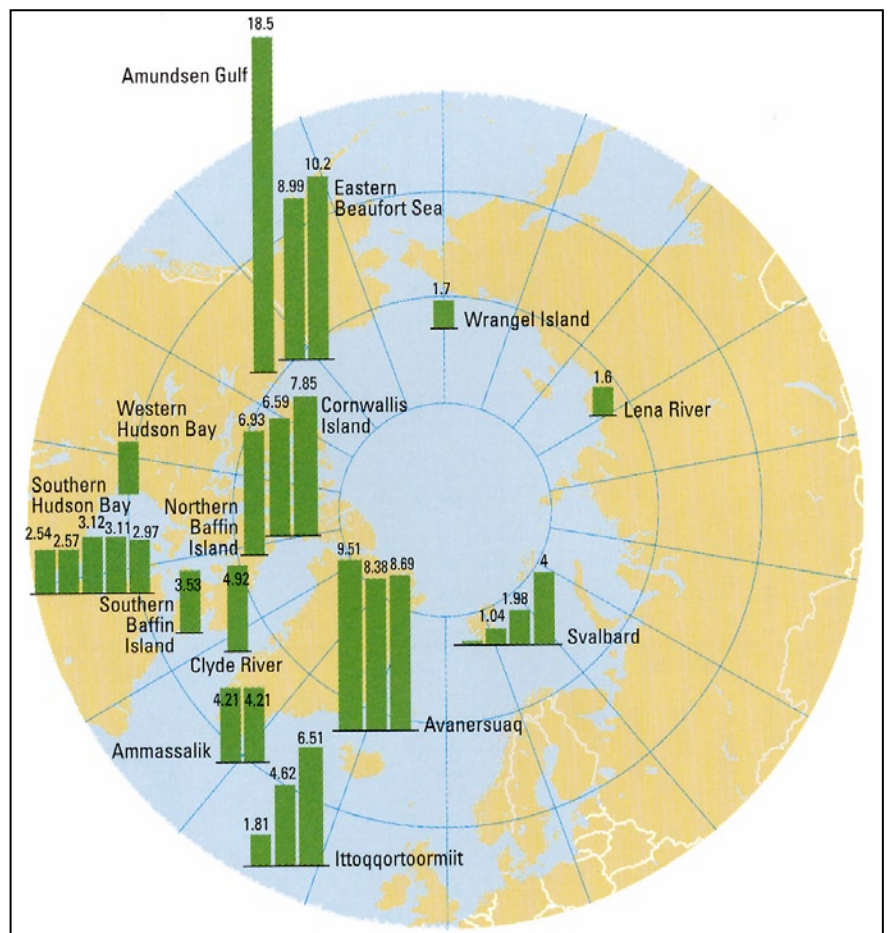 18.5
Amundsen Gulf
10.2
8.99
Eastern
Beaufort Sea
1.7
Wrangel Island
1.6
Lena River
7.85
6.59
6.93
Cornwallis
Island
Western
Hudson Bay
Southern
Hudson Bay
2.54 2.57 3.12 3.11 2.97
Northern
Baffin
Island
3.53
Southern
Baffin
Island
4.92
Clyde River
9.51
8.38 8.69
Avanersuaq
4
1.98
1.04
Svalbard
4.21 4.21
Ammassalik
6.51
4.62
1.81
Ittoqqortoormiit